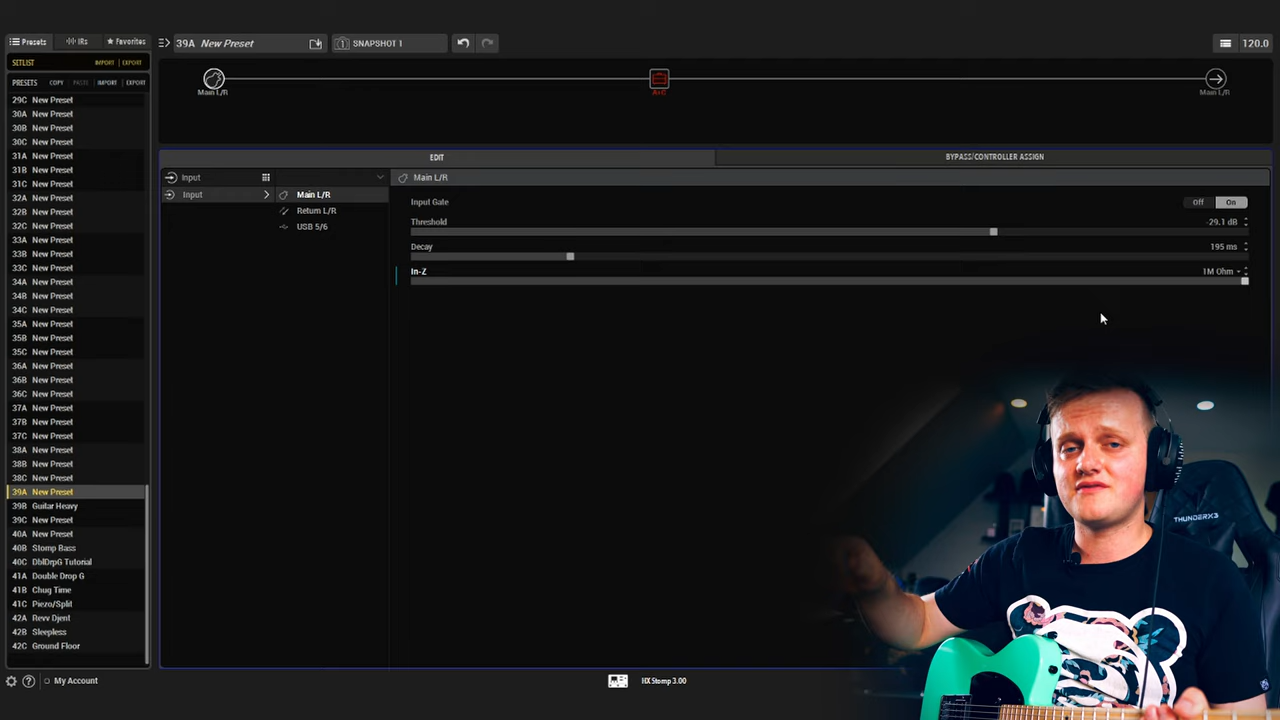 Presets IRs Favorites
39A New Preset
SNAPSHOT 1
120.0
SETLIST IMPORT EXPORT
PRESETS COPY PASTE IMPORT EXPORT
29C New Preset
30A New Preset
30B New Preset
30C New Preset
31A New Preset
31B New Preset
31C New Preset
32A New Preset
32B New Preset
32C New Preset
33A New Preset
33B New Preset
33C New Preset
34A New Preset
34B New Preset
34C New Preset
35A New Preset
35B New Preset
35C New Preset
36A New Preset
36B New Preset
36C New Preset
37A New Preset
37B New Preset
37C New Preset
38A New Preset
38B New Preset
38C New Preset
39A New Preset
39B Guitar Heavy
39C New Preset
40A New Preset
40B Stomp Bass
40C DblDrpG Tutorial
41A Double Drop G
41B Chug Time
41C Piezo/Split
42A Revv Djent
42B Sleepless
42C Ground Floor
My Account
Main L/R
A+C
Main L/R
EDIT
BYPASS/CONTROLLER ASSIGN
Input
Input
Main L/R
Return L/R
USB 5/6
Main L/R
Input Gate Off On
Threshold -29.1 dB
Decay 195 ms
In-Z 1M Ohm
THUNDERX3
HX Stomp 3.00